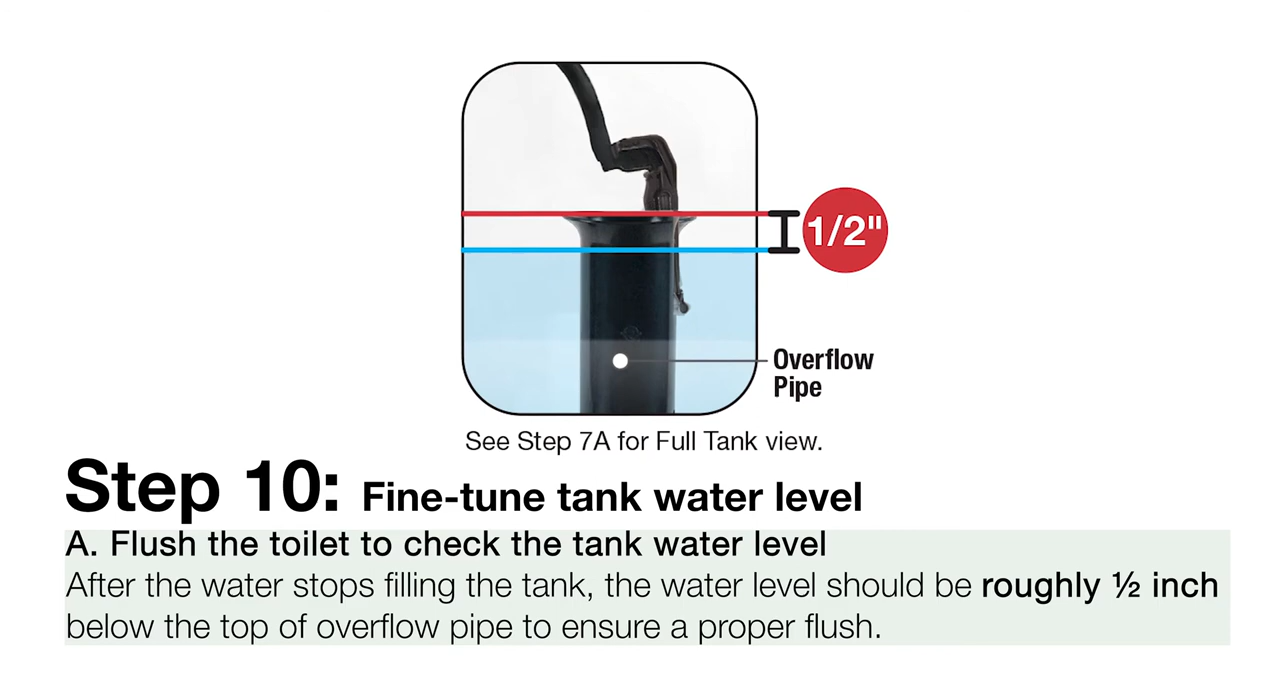 1/2"
Overflow
Pipe
See Step 7A for Full Tank view.
Step 10: Fine-tune tank water level
A. Flush the toilet to check the tank water level
After the water stops filling the tank, the water level should be roughly ½ inch
below the top of overflow pipe to ensure a proper flush.